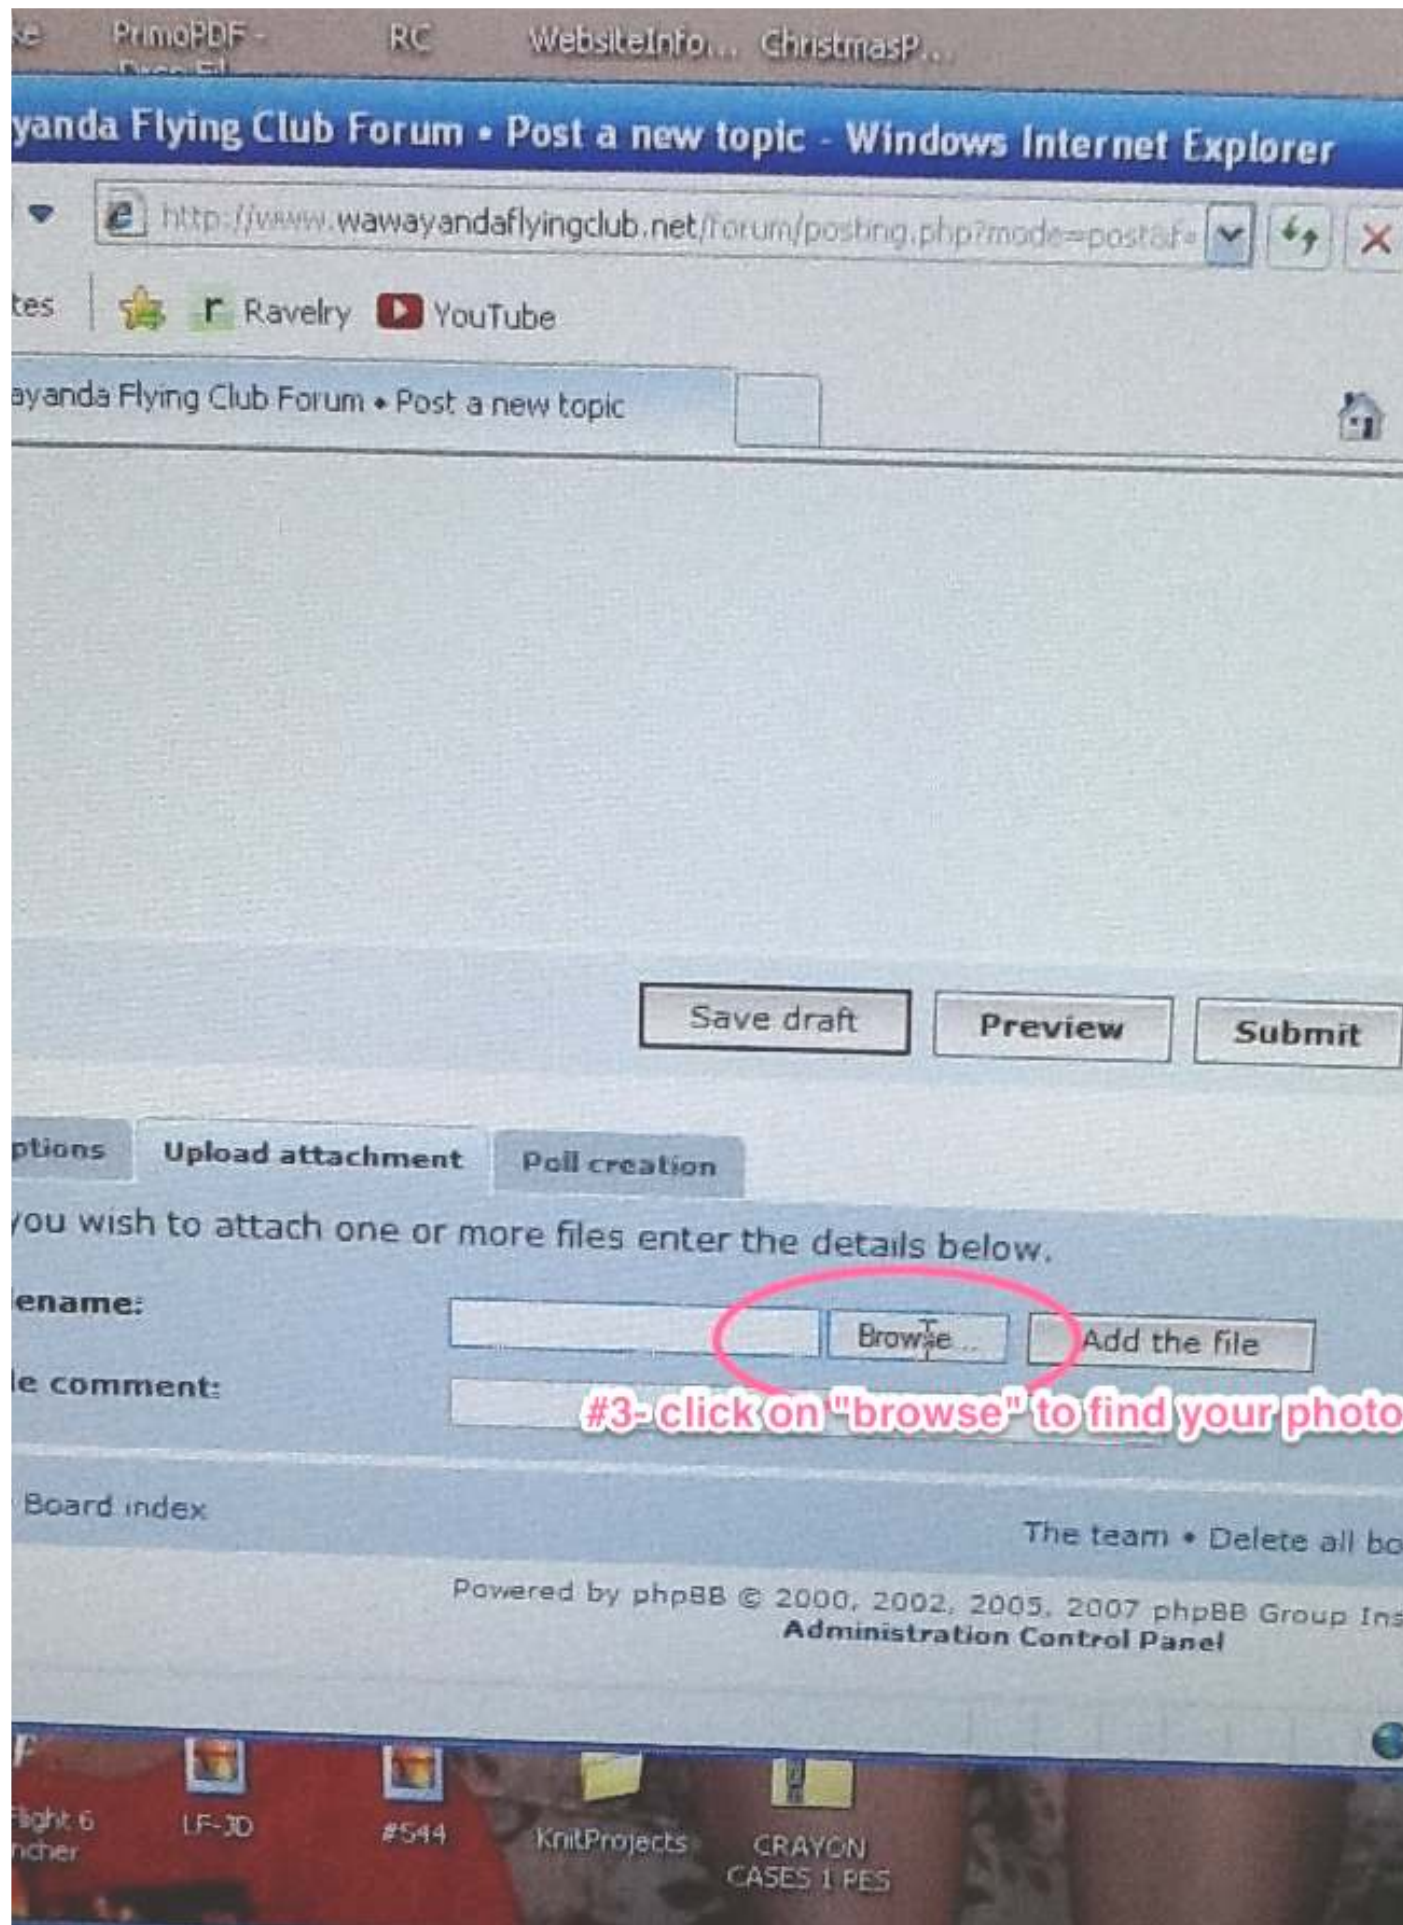 PrimoPDF - RC WebsiteInfo... ChristmasP...
yanda Flying Club Forum • Post a new topic - Windows Internet Explorer
http://www.wawayandaflyingclub.net/forum/posting.php?mode=post&f=
tes r Ravelry YouTube
ayanda Flying Club Forum • Post a new topic
Save draft Preview Submit
ptions Upload attachment Poll creation
you wish to attach one or more files enter the details below.
ename: Browse... Add the file
le comment:
#3- click on "browse" to find your photo
Board index
The team • Delete all bo
Powered by phpBB © 2000, 2002, 2005, 2007 phpBB Group Ins
Administration Control Panel
light 6 LF-3D #544 KnitProjects CRAYON
ncher CASES 1 PES